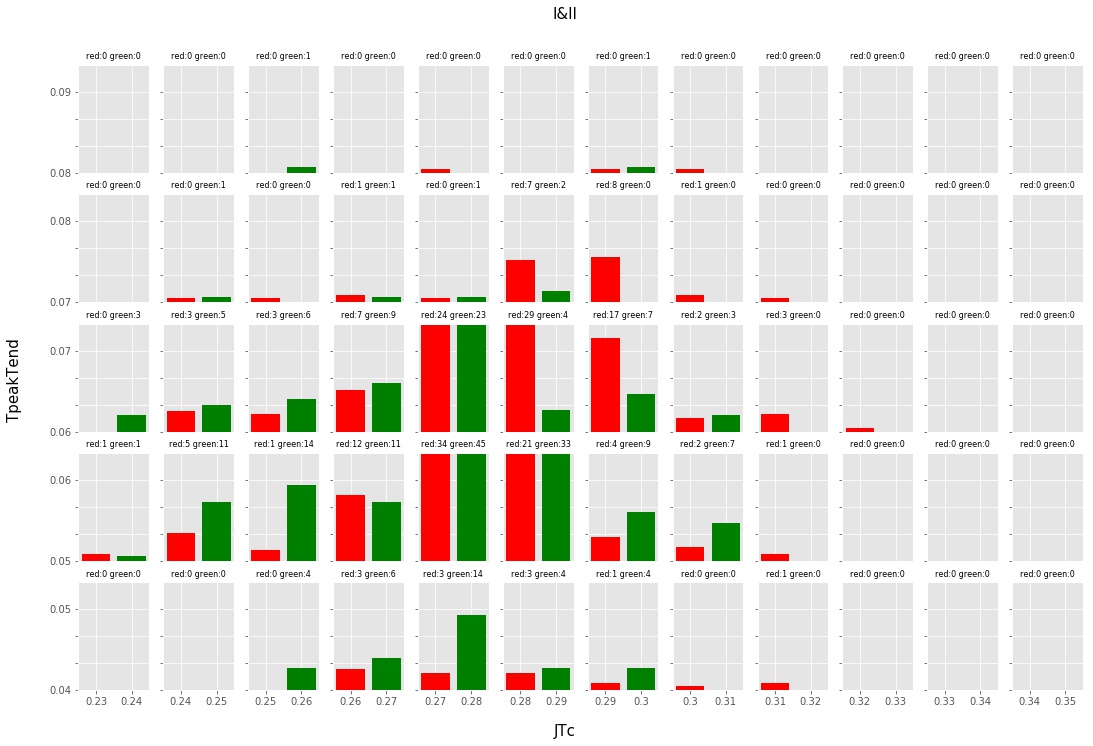 I&II
red:0 green:0 red:0 green:0 red:0 green:1 red:0 green:0 red:0 green:0 red:0 green:0 red:0 green:1 red:0 green:0 red:0 green:0 red:0 green:0 red:0 green:0 red:0 green:0
0.09
0.08
red:0 green:0 red:0 green:1 red:0 green:0 red:1 green:1 red:0 green:1 red:7 green:2 red:8 green:0 red:1 green:0 red:0 green:0 red:0 green:0 red:0 green:0 red:0 green:0
0.08
0.07
red:0 green:3 red:3 green:5 red:3 green:6 red:7 green:9 red:24 green:23 red:29 green:4 red:17 green:7 red:2 green:3 red:3 green:0 red:0 green:0 red:0 green:0 red:0 green:0
0.07
0.06
TpeakTend
red:1 green:1 red:5 green:11 red:1 green:14 red:12 green:11 red:34 green:45 red:21 green:33 red:4 green:9 red:2 green:7 red:1 green:0 red:0 green:0 red:0 green:0 red:0 green:0
0.06
0.05
red:0 green:0 red:0 green:0 red:0 green:4 red:3 green:6 red:3 green:14 red:3 green:4 red:1 green:4 red:0 green:0 red:1 green:0 red:0 green:0 red:0 green:0 red:0 green:0
0.05
0.04
0.23 0.24 0.24 0.25 0.25 0.26 0.26 0.27 0.27 0.28 0.28 0.29 0.29 0.3 0.3 0.31 0.31 0.32 0.32 0.33 0.33 0.34 0.34 0.35
JTc